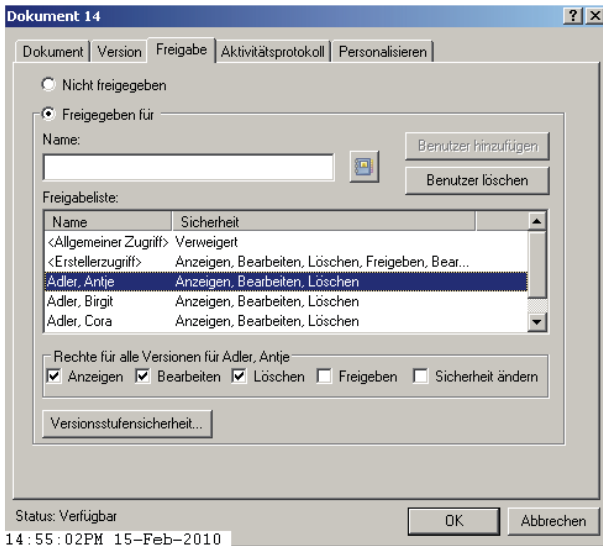 Dokument 14
Dokument Version Freigabe Aktivitätsprotokoll Personalisieren
Nicht freigegeben
Freigegeben für
Name:
Benutzer hinzufügen
Benutzer löschen
Freigabeliste:
Name Sicherheit
<Allgemeiner Zugriff> Verweigert
<Erstellerzugriff> Anzeigen, Bearbeiten, Löschen, Freigeben, Bear...
Adler, Antje Anzeigen, Bearbeiten, Löschen
Adler, Birgit Anzeigen, Bearbeiten, Löschen
Adler, Cora Anzeigen, Bearbeiten, Löschen
Rechte für alle Versionen für Adler, Antje
Anzeigen Bearbeiten Löschen Freigeben Sicherheit ändern
Versionsstufensicherheit...
Status: Verfügbar
OK Abbrechen
14:55:02PM 15-Feb-2010